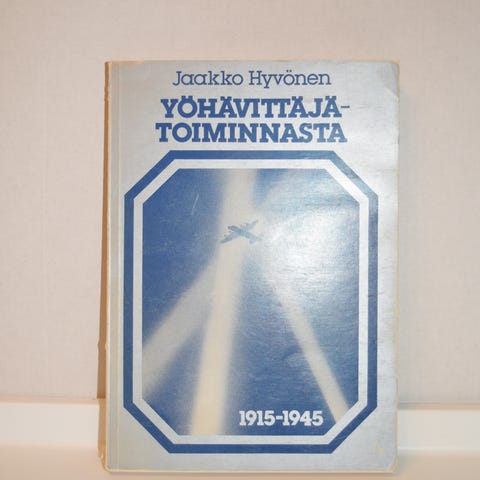 Jaakko Hyvönen
YÖHÄVITTÄJÄ-
TOIMINNASTA
1915-1945